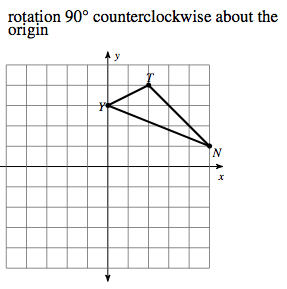 rotation 90° counterclockwise about the
origin
y
T
Y
N
x